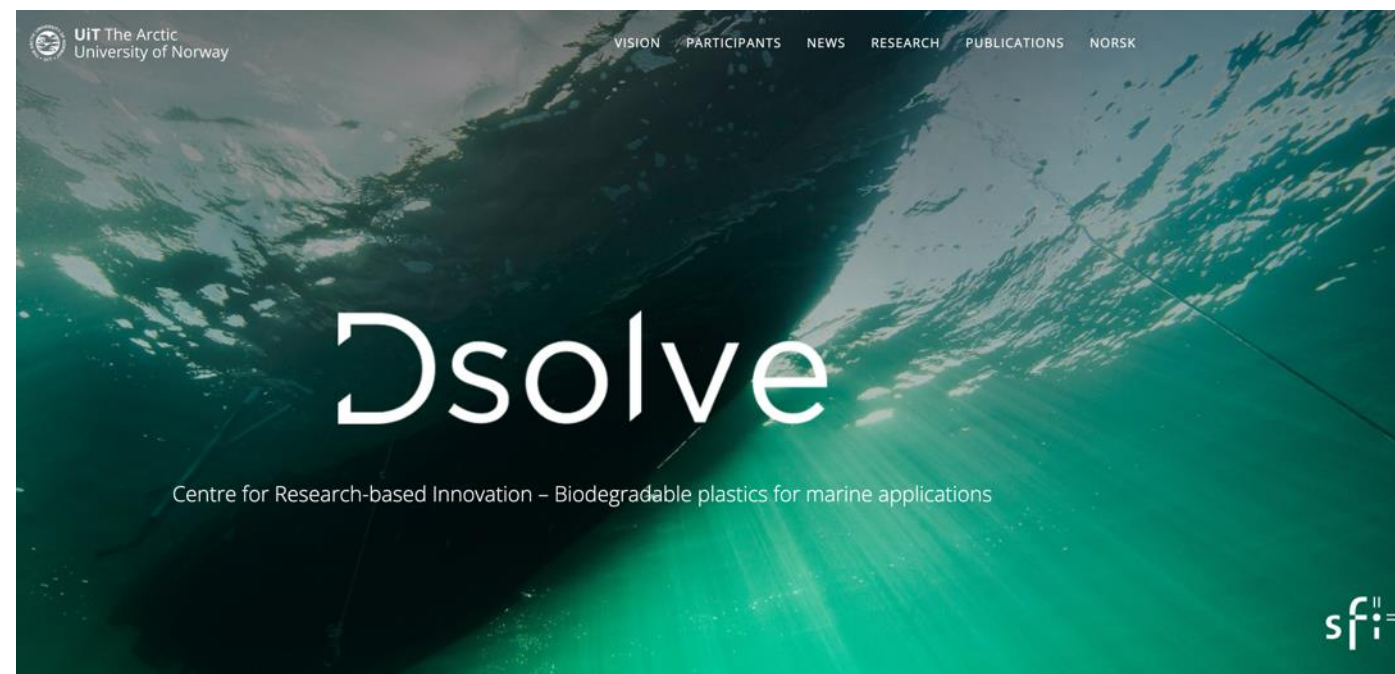 UiT The Arctic
University of Norway
VISION PARTICIPANTS NEWS RESEARCH PUBLICATIONS NORSK
Dsolve
Centre for Research-based Innovation – Biodegradable plastics for marine applications
sfi